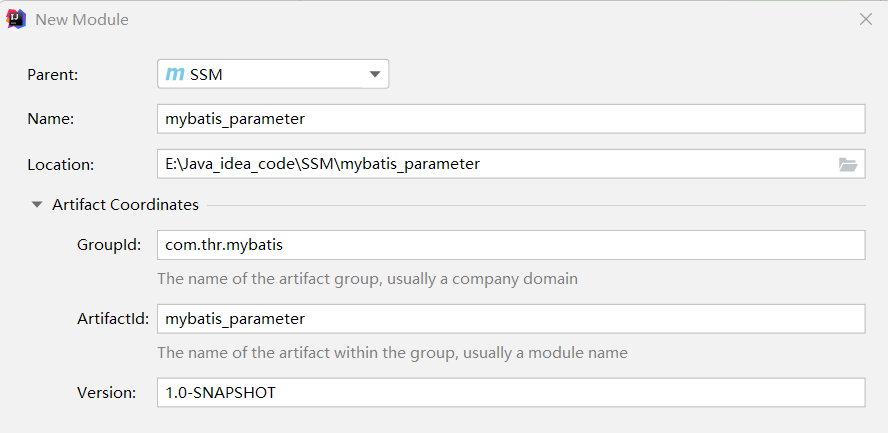 New Module
Parent: m SSM
Name: mybatis_parameter
Location: E:\Java_idea_code\SSM\mybatis_parameter
Artifact Coordinates
GroupId: com.thr.mybatis
The name of the artifact group, usually a company domain
ArtifactId: mybatis_parameter
The name of the artifact within the group, usually a module name
Version: 1.0-SNAPSHOT